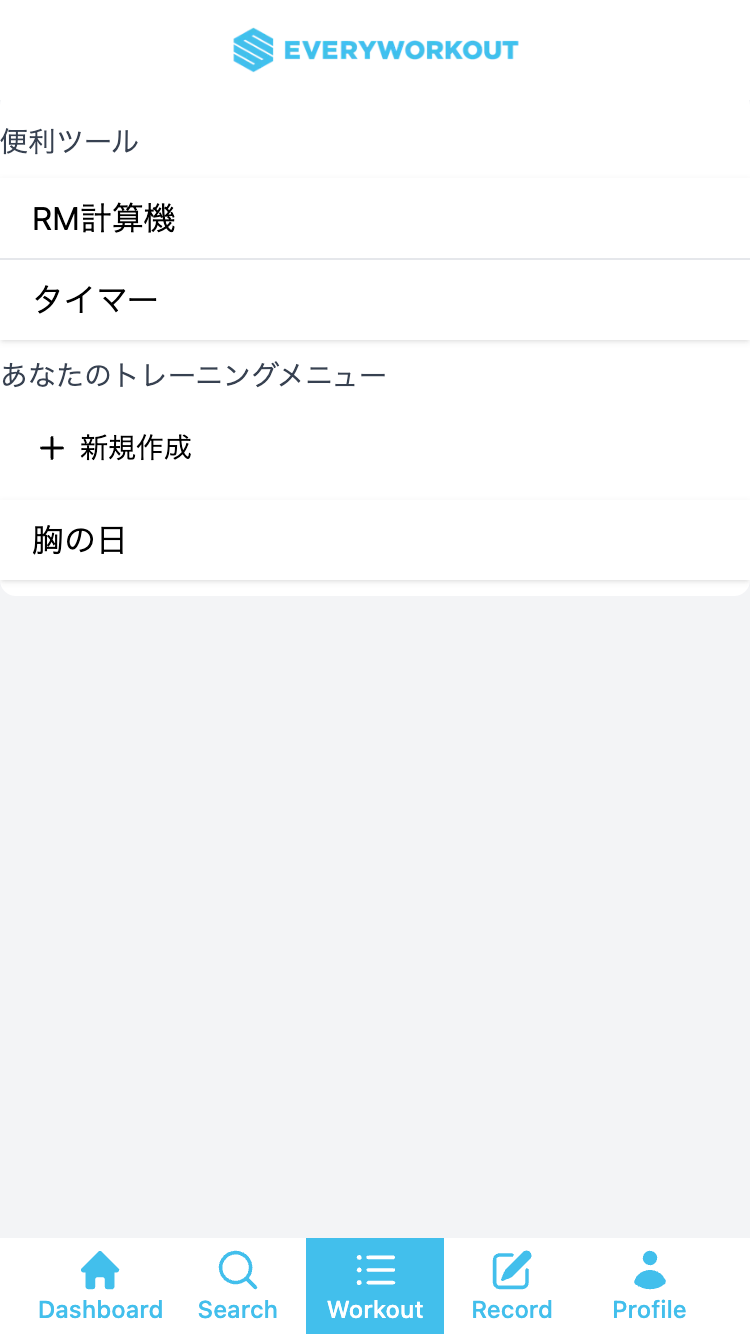 EVERYWORKOUT
便利ツール
RM計算機
タイマー
あなたのトレーニングメニュー
+ 新規作成
胸の日
Dashboard
Search
Workout
Record
Profile